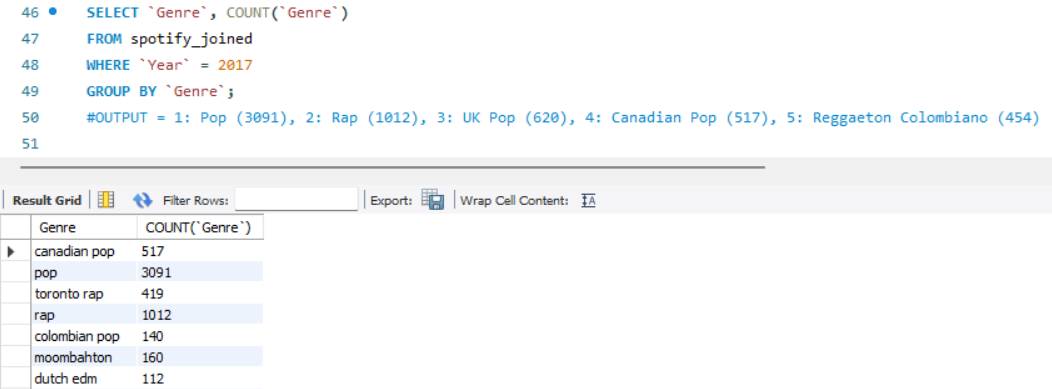 46 SELECT `Genre`, COUNT(`Genre`)
47 FROM spotify_joined
48 WHERE `Year` = 2017
49 GROUP BY `Genre`;
50 #OUTPUT = 1: Pop (3091), 2: Rap (1012), 3: UK Pop (620), 4: Canadian Pop (517), 5: Reggaeton Colombiano (454)
51
Result Grid Filter Rows: Export: Wrap Cell Content: IA
Genre COUNT(`Genre`)
canadian pop 517
pop 3091
toronto rap 419
rap 1012
colombian pop 140
moombahton 160
dutch edm 112